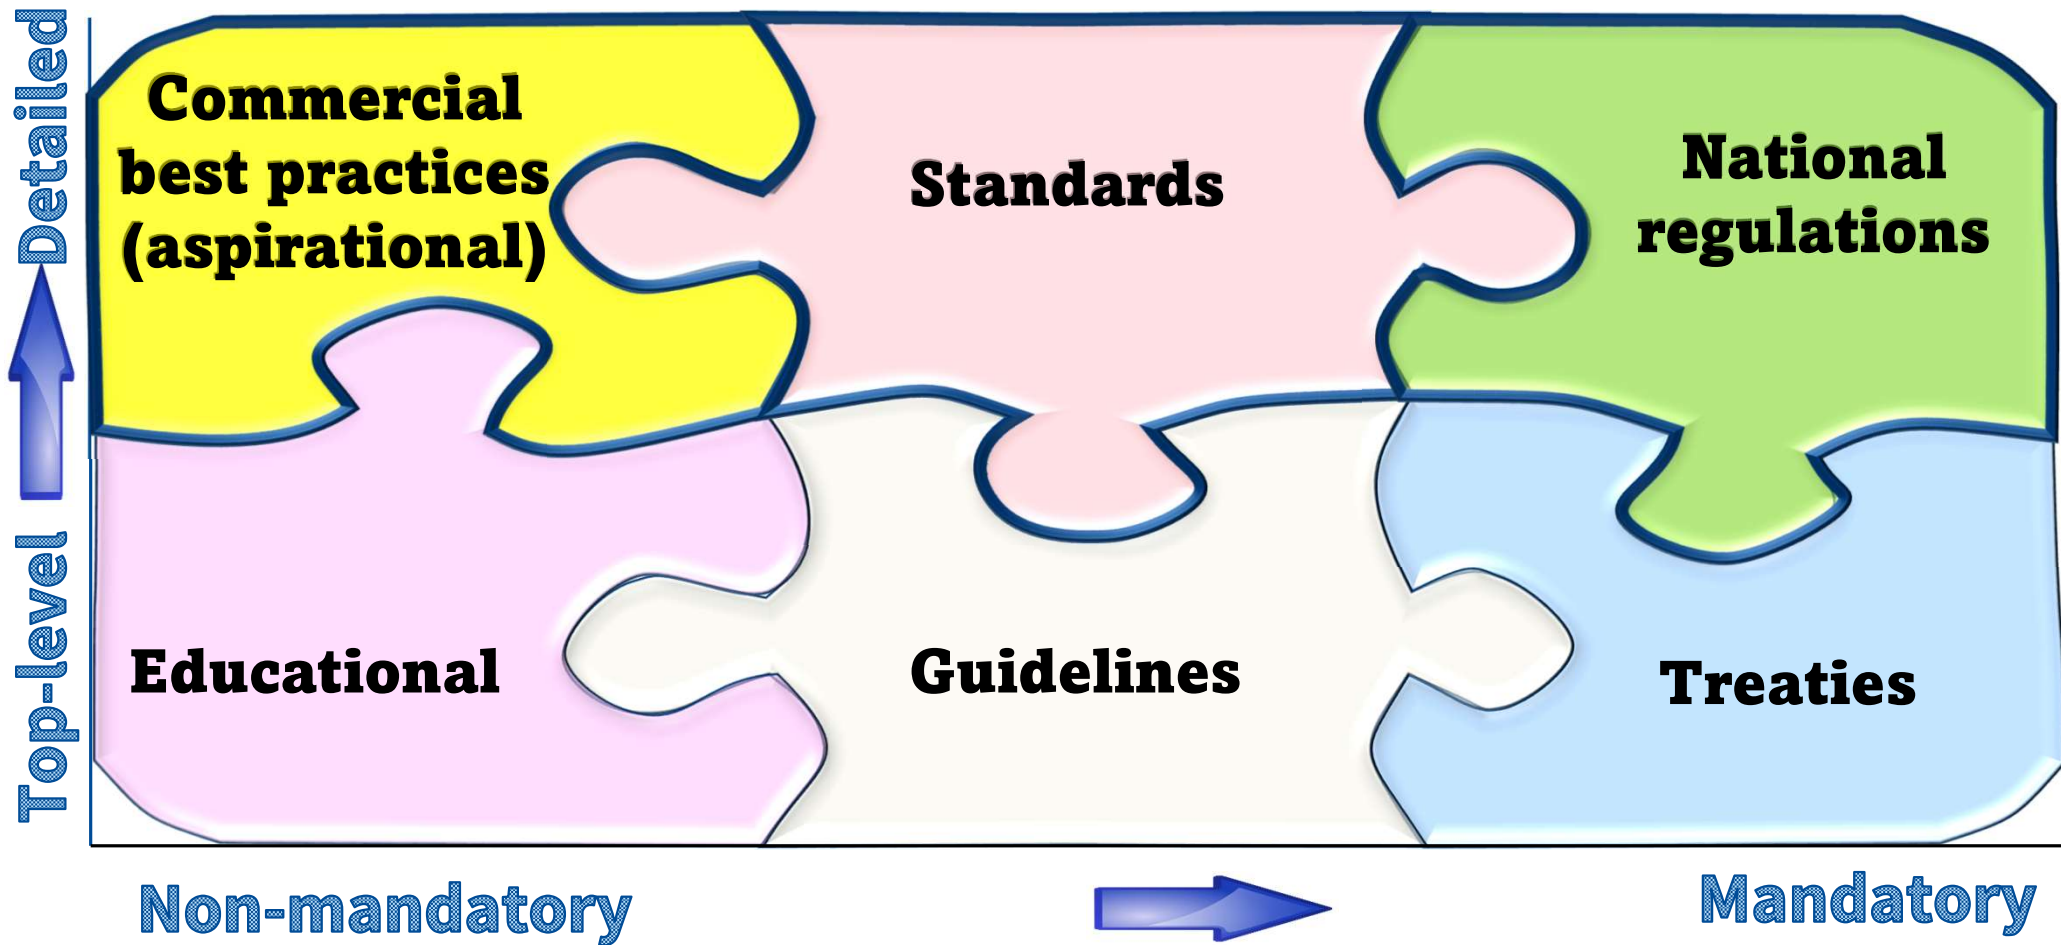 Detailed
Top-level
Commercial
best practices
(aspirational)
Standards
National
regulations
Educational
Guidelines
Treaties
Non-mandatory
Mandatory